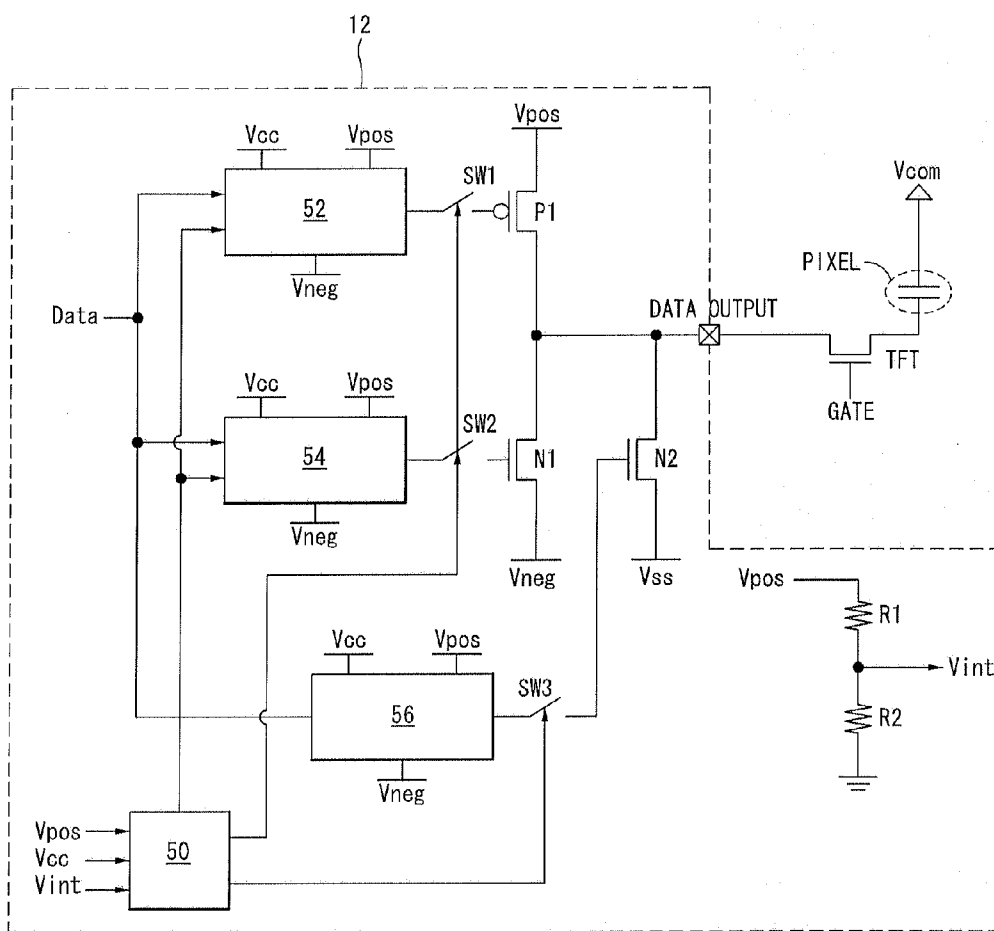 12
Vpos
Vcc
Vpos
SW1
52
P1
Vneg
Vcom
PIXEL
Data
DATA OUTPUT
TFT
GATE
Vcc
Vpos
SW2
54
N1
N2
Vneg
Vneg
Vss
Vpos
R1
Vint
R2
Vcc
Vpos
SW3
56
Vneg
Vpos
Vcc
Vint
50